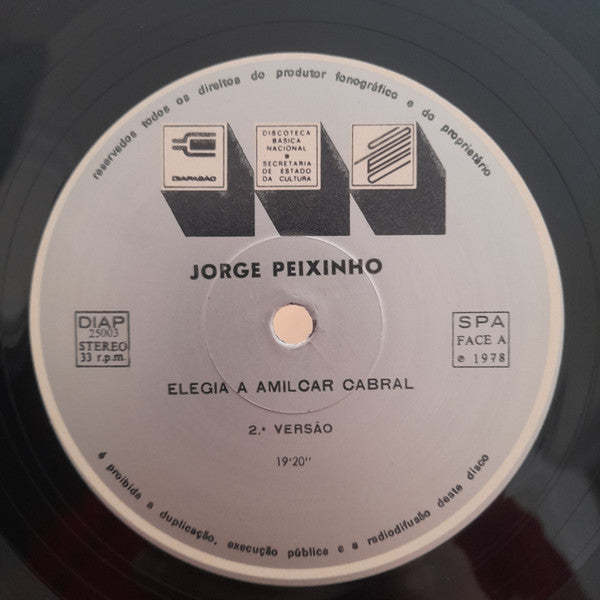 reservados todos os direitos do produtor fonográfico e do proprietário
DIAPASÃO
DISCOTECA
BÁSICA
NACIONAL
SECRETARIA
DE ESTADO
DA CULTURA
JORGE PEIXINHO
DIAP
25003
STEREO
33 r.p.m.
SPA
FACE A
℗ 1978
ELEGIA A AMILCAR CABRAL
2.ª VERSÃO
19'20''
é proibida a duplicação, execução pública e a radiodifusão deste disco